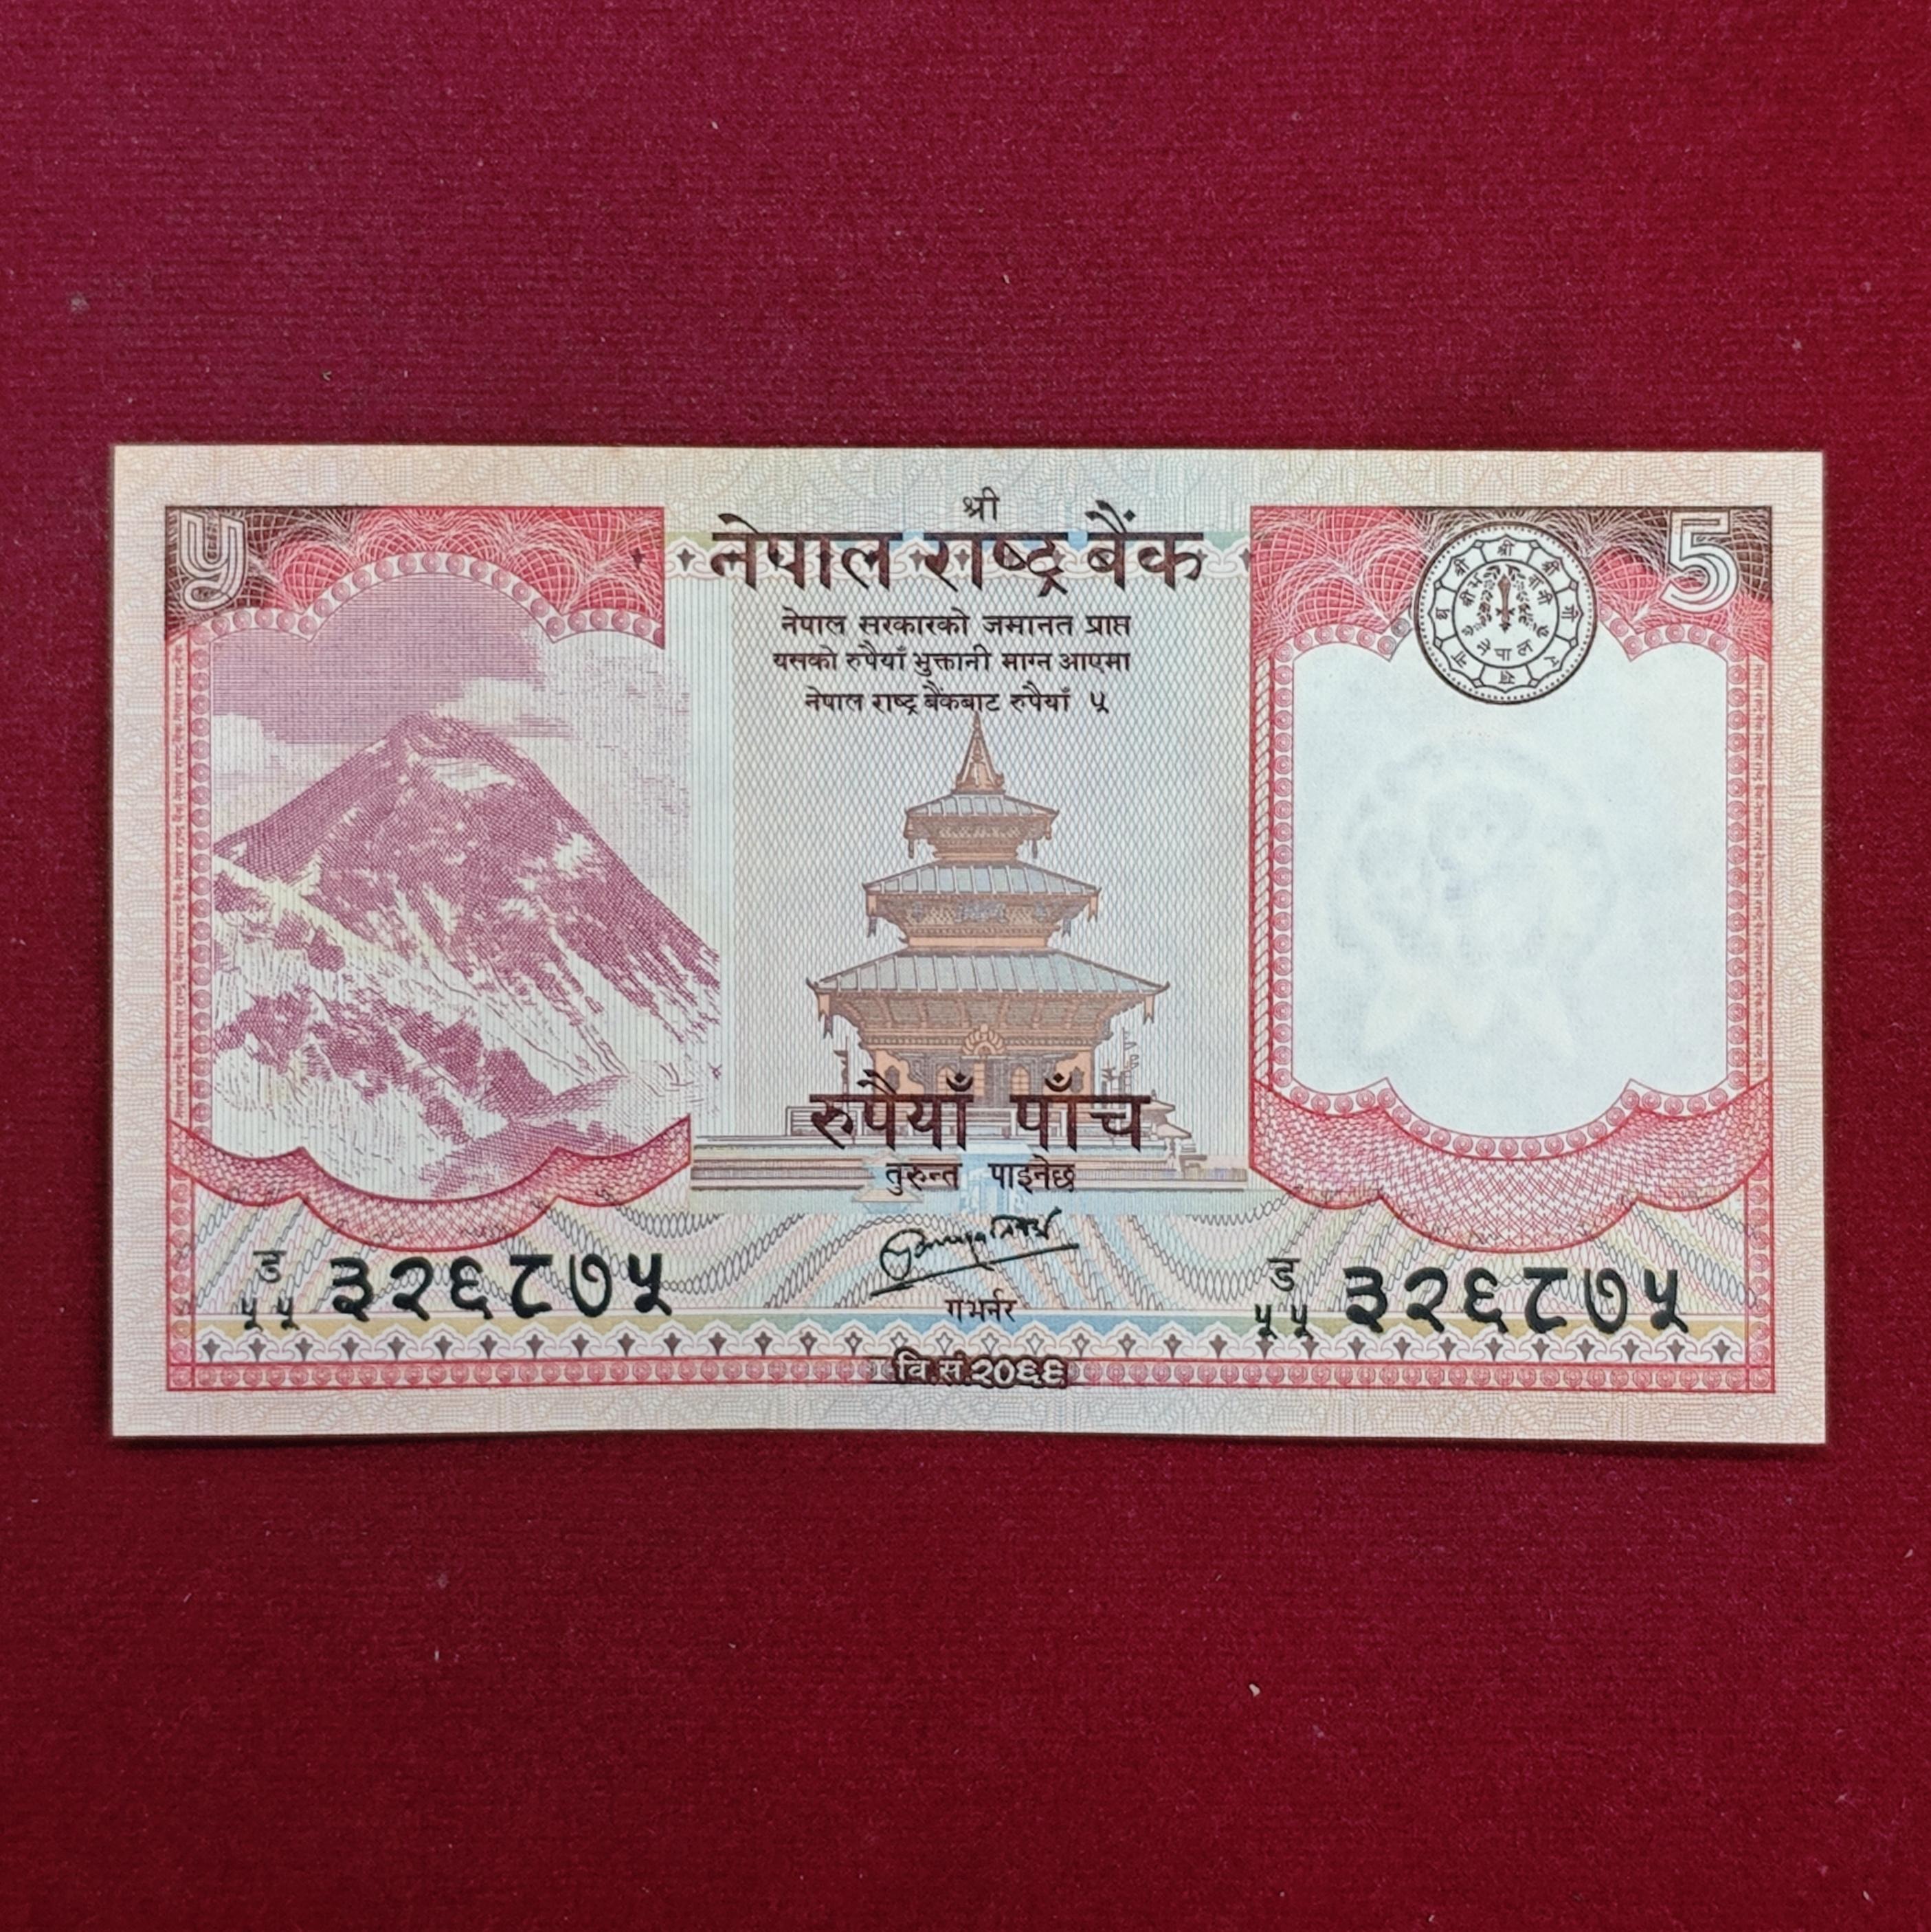 श्री
नेपाल राष्ट्र बैंक
५
5
नेपाल सरकारको जमानत प्राप्त
यसको रुपैयाँ भुक्तानी माग्न आएमा
नेपाल राष्ट्र बैंकबाट रुपैयाँ ५
रुपैयाँ पाँच
तुरुन्त पाइनेछ
गभर्नर
ड
५५ ३२६८७५
ड
५५ ३२६८७५
वि.सं.२०६६